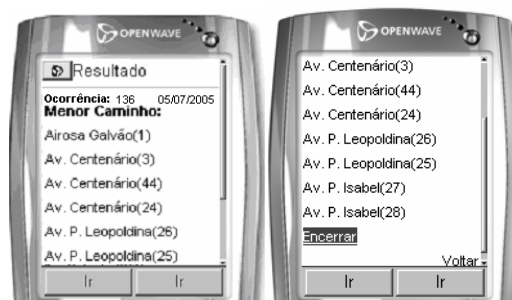 OPENWAVE
Resultado
Ocorrência: 136 05/07/2005
Menor Caminho:
Airosa Galvão(1)
Av. Centenário(3)
Av. Centenário(44)
Av. Centenário(24)
Av. P. Leopoldina(26)
Av. P. Leopoldina(25)
Ir Ir
OPENWAVE
Av. Centenário(3)
Av. Centenário(44)
Av. Centenário(24)
Av. P. Leopoldina(26)
Av. P. Leopoldina(25)
Av. P. Isabel(27)
Av. P. Isabel(28)
Encerrar
Voltar
Ir Ir